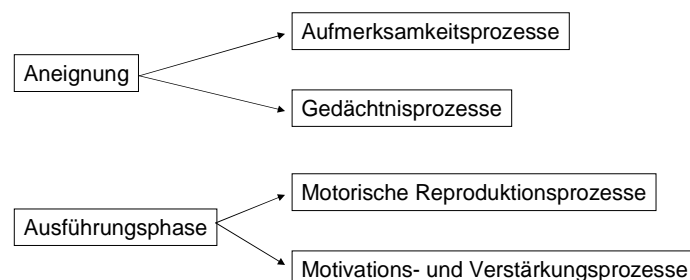 Aufmerksamkeitsprozesse
Aneignung
Gedächtnisprozesse
Motorische Reproduktionsprozesse
Ausführungsphase
Motivations- und Verstärkungsprozesse